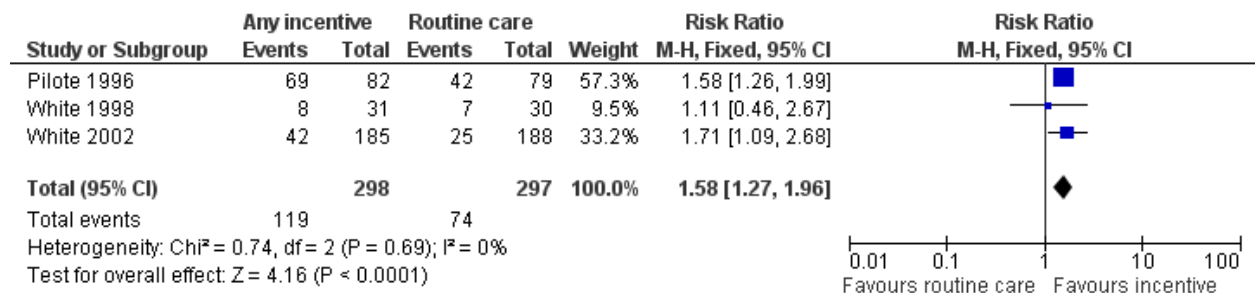 Any incentive Routine care Risk Ratio Risk Ratio
Study or Subgroup Events Total Events Total Weight M-H, Fixed, 95% CI M-H, Fixed, 95% CI
Pilote 1996 69 82 42 79 57.3% 1.58 [1.26, 1.99]
White 1998 8 31 7 30 9.5% 1.11 [0.46, 2.67]
White 2002 42 185 25 188 33.2% 1.71 [1.09, 2.68]
Total (95% CI) 298 297 100.0% 1.58 [1.27, 1.96]
Total events 119 74
Heterogeneity: Chi² = 0.74, df = 2 (P = 0.69); I² = 0%
Test for overall effect: Z = 4.16 (P < 0.0001)
0.01 0.1 1 10 100
Favours routine care Favours incentive